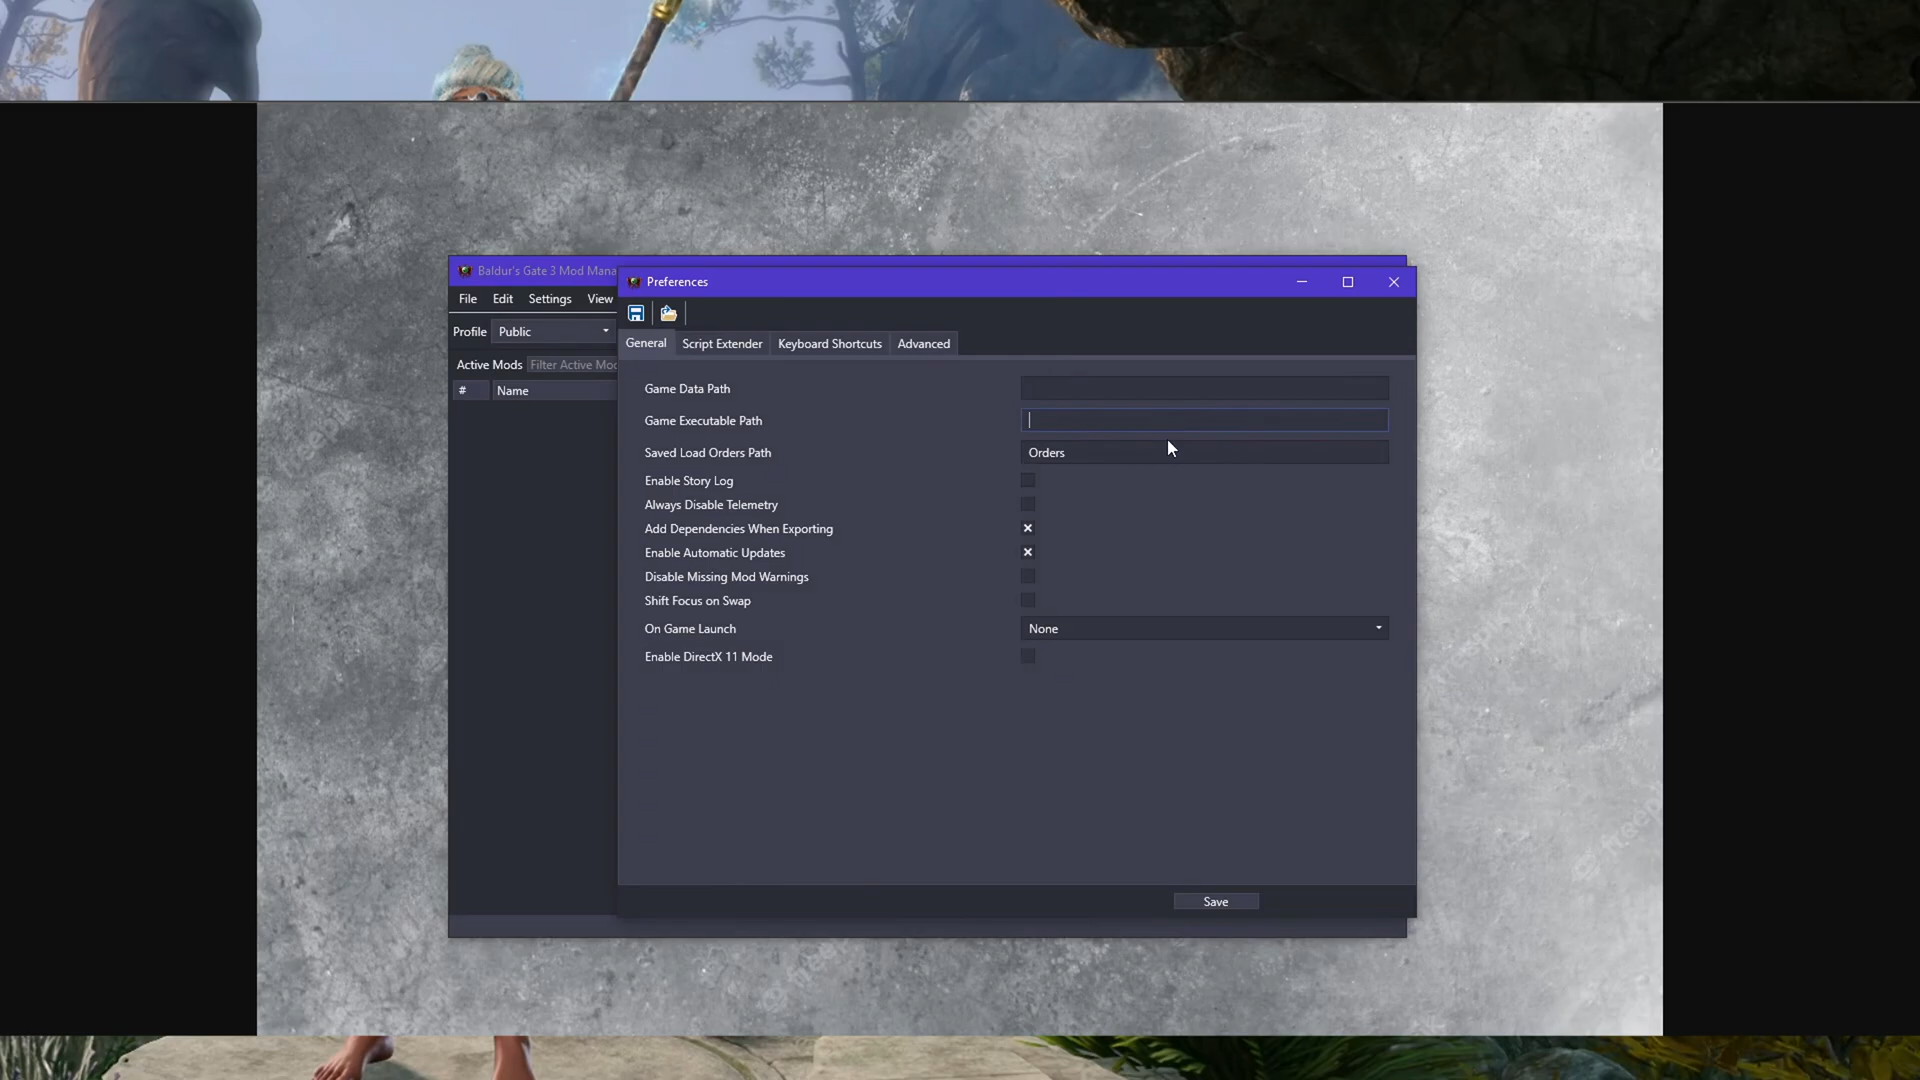 Baldur's Gate 3 Mod Mana
Preferences
File Edit Settings View
Profile Public
General Script Extender Keyboard Shortcuts Advanced
Active Mods Filter Active Mod
# Name
Game Data Path
Game Executable Path
Saved Load Orders Path Orders
Enable Story Log
Always Disable Telemetry
Add Dependencies When Exporting
Enable Automatic Updates
Disable Missing Mod Warnings
Shift Focus on Swap
On Game Launch None
Enable DirectX 11 Mode
Save